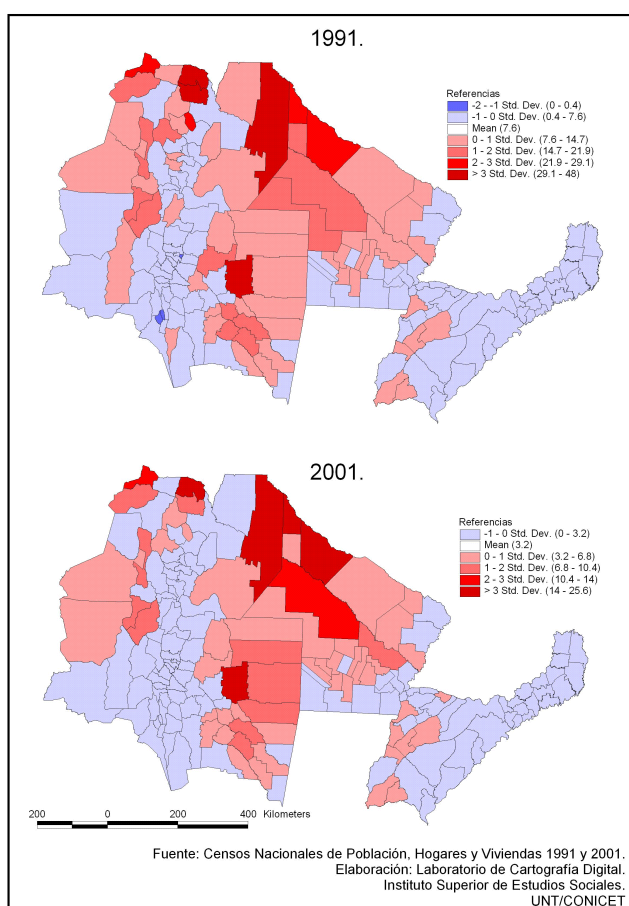 1991.
Referencias
-2 - -1 Std. Dev. (0 - 0.4)
-1 - 0 Std. Dev. (0.4 - 7.6)
Mean (7.6)
0 - 1 Std. Dev. (7.6 - 14.7)
1 - 2 Std. Dev. (14.7 - 21.9)
2 - 3 Std. Dev. (21.9 - 29.1)
> 3 Std. Dev. (29.1 - 48)
2001.
Referencias
-1 - 0 Std. Dev. (0 - 3.2)
Mean (3.2)
0 - 1 Std. Dev. (3.2 - 6.8)
1 - 2 Std. Dev. (6.8 - 10.4)
2 - 3 Std. Dev. (10.4 - 14)
> 3 Std. Dev. (14 - 25.6)
200 0 200 400 Kilometers
Fuente: Censos Nacionales de Población, Hogares y Viviendas 1991 y 2001.
Elaboración: Laboratorio de Cartografía Digital.
Instituto Superior de Estudios Sociales.
UNT/CONICET